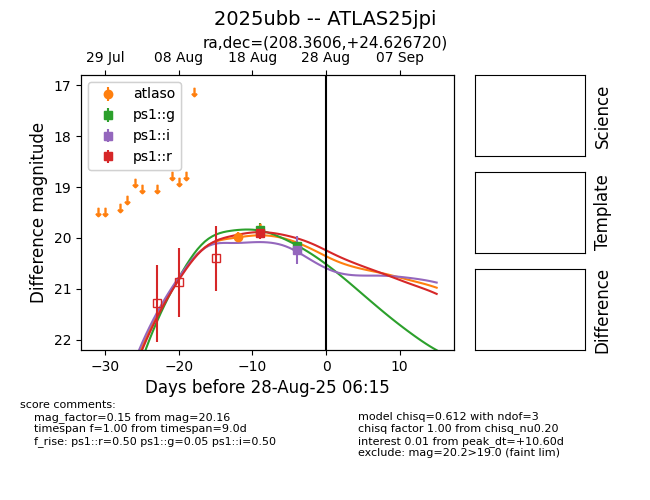 2025ubb -- ATLAS25jpi
ra,dec=(208.3606,+24.626720)
29 Jul 08 Aug 18 Aug 28 Aug 07 Sep
17
18
19
20
21
22
Difference magnitude
atlaso
ps1::g
ps1::i
ps1::r
−30 −20 −10 0 10
Days before 28-Aug-25 06:15
Science
Template
Difference
score comments:
mag_factor=0.15 from mag=20.16
timespan f=1.00 from timespan=9.0d
f_rise: ps1::r=0.50 ps1::g=0.05 ps1::i=0.50
model chisq=0.612 with ndof=3
chisq factor 1.00 from chisq_nu0.20
interest 0.01 from peak_dt=+10.60d
exclude: mag=20.2>19.0 (faint lim)